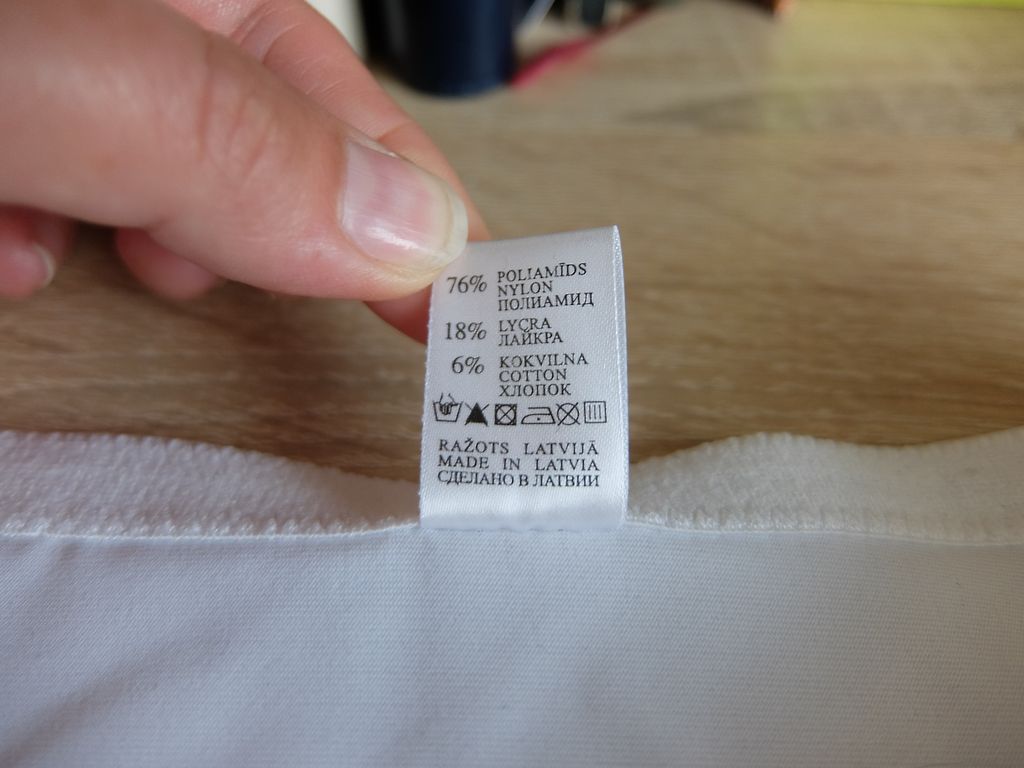 76% POLIAMĪDS
NYLON
ПОЛИАМИД
18% LYCRA
ЛАЙКРА
6% KOKVILNA
COTTON
ХЛОПОК
RAŽOTS LATVIJĀ
MADE IN LATVIA
СДЕЛАНО В ЛАТВИИ